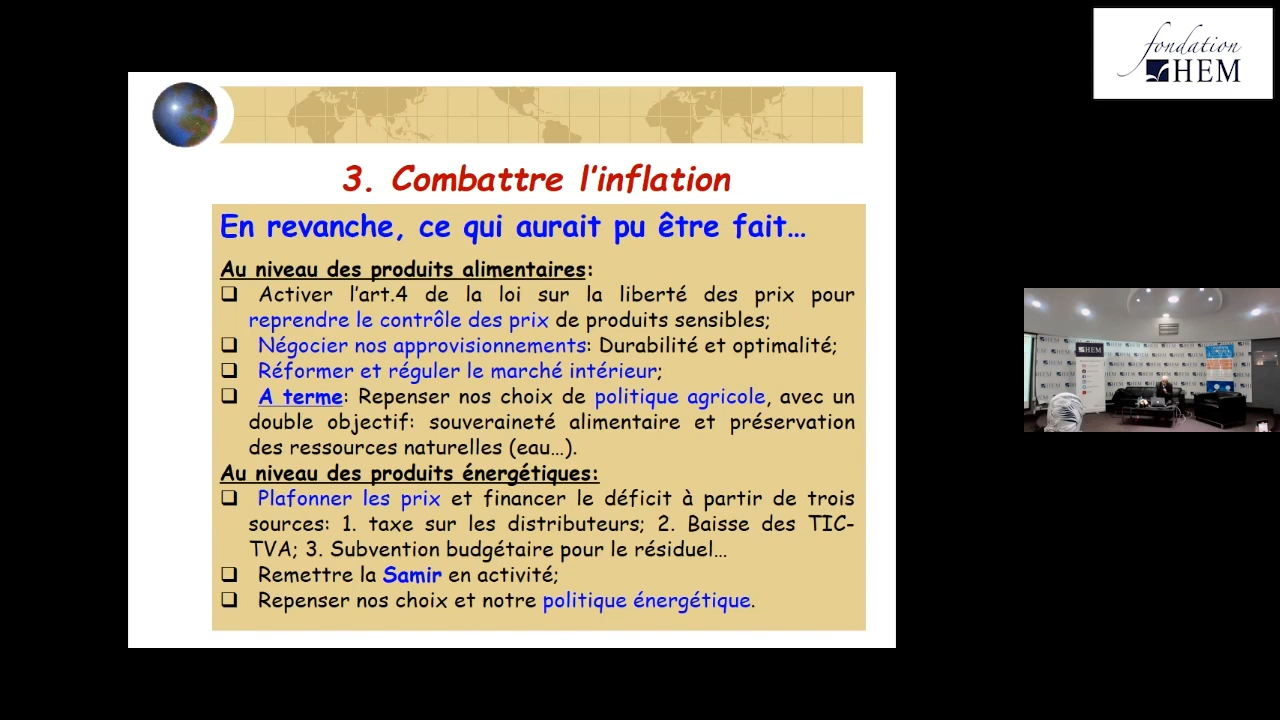 fondation
HEM
3. Combattre l'inflation
En revanche, ce qui aurait pu être fait…
Au niveau des produits alimentaires:
❑ Activer l'art.4 de la loi sur la liberté des prix pour
reprendre le contrôle des prix de produits sensibles;
❑ Négocier nos approvisionnements: Durabilité et optimalité;
❑ Réformer et réguler le marché intérieur;
❑ A terme: Repenser nos choix de politique agricole, avec un
double objectif: souveraineté alimentaire et préservation
des ressources naturelles (eau…).
Au niveau des produits énergétiques:
❑ Plafonner les prix et financer le déficit à partir de trois
sources: 1. taxe sur les distributeurs; 2. Baisse des TIC-
TVA; 3. Subvention budgétaire pour le résiduel…
❑ Remettre la Samir en activité;
❑ Repenser nos choix et notre politique énergétique.
HEM